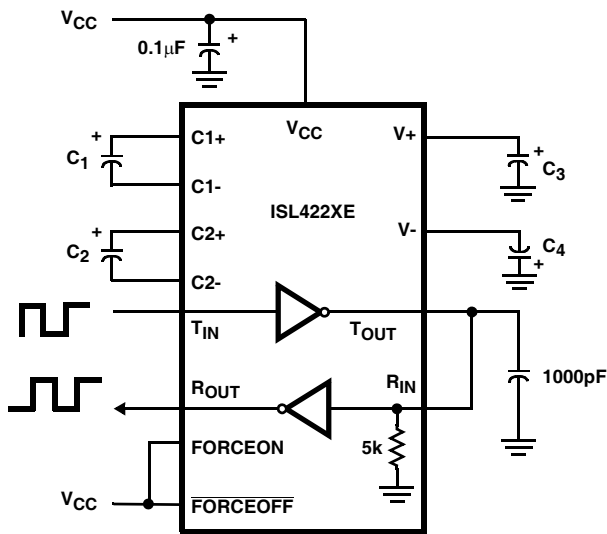 VCC
0.1µF +
+ C1+ VCC V+ +
C1 C3
C1-
ISL422XE
+ C2+ V-
C2 C4
C2- +
TIN TOUT
ROUT RIN 1000pF
FORCEON 5k
VCC FORCEOFF